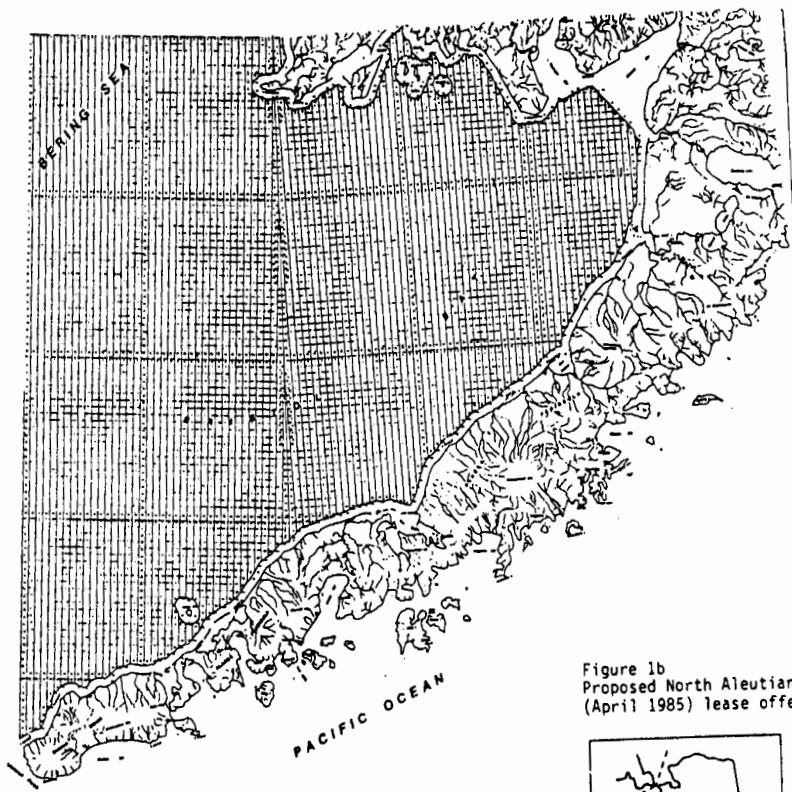 BERING SEA
PACIFIC OCEAN
Figure 1b
Proposed North Aleutian
(April 1985) lease offe